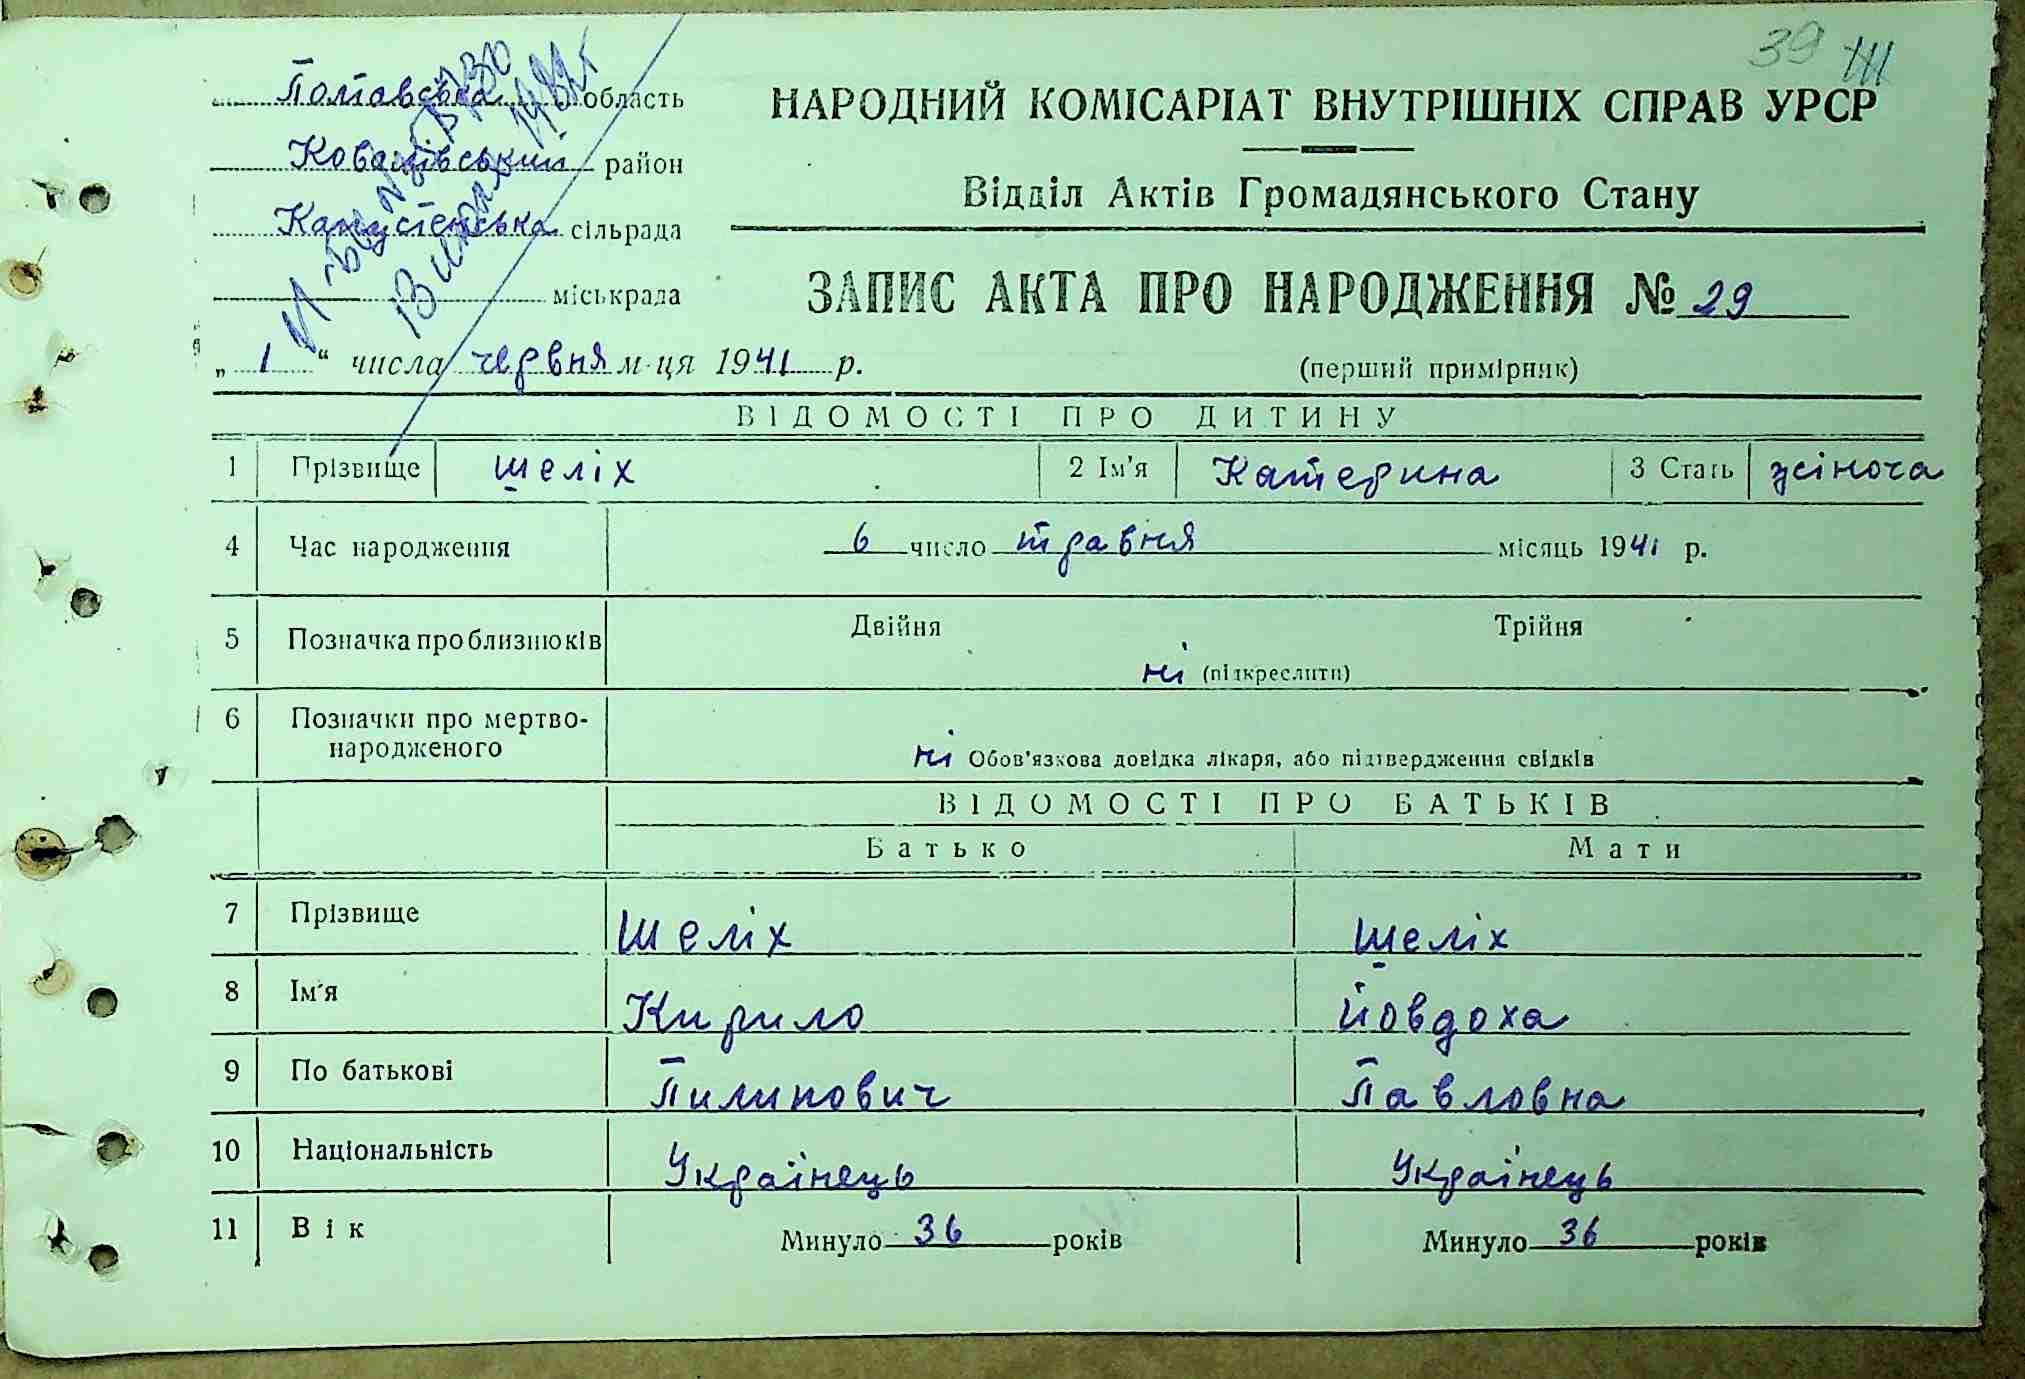 39 III
Полтавська область
Ковалівський район
Капустенська сільрада
міськрада
НАРОДНИЙ КОМІСАРІАТ ВНУТРІШНІХ СПРАВ УРСР
Відділ Актів Громадянського Стану
ЗАПИС АКТА ПРО НАРОДЖЕННЯ № 29
„ 1 “ числа червня м-ця 1941 р.
(перший примірник)
ВІДОМОСТІ ПРО ДИТИНУ
1 Прізвище Шеліх 2 Ім'я Катерина 3 Стать жіноча
4 Час народження 6 число травня місяць 1941 р.
5 Позначка про близнюків Двійня Трійня
ні (підкреслити)
6 Позначки про мертво-
народженого ні Обов'язкова довідка лікаря, або підтвердження свідків
ВІДОМОСТІ ПРО БАТЬКІВ
Батько Мати
7 Прізвище Шеліх Шеліх
8 Ім'я Кирило Йовдоха
9 По батькові Пилипович Павловна
10 Національність Українець Українець
11 Вік Минуло 36 років Минуло 36 років